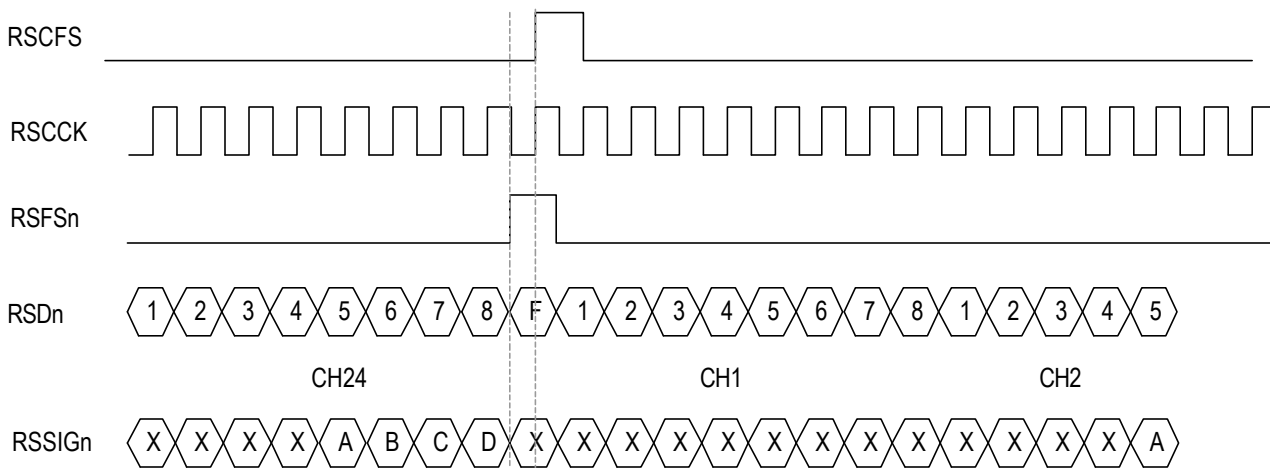 RSCFS
RSCCK
RSFSn
RSDn 1 2 3 4 5 6 7 8 F 1 2 3 4 5 6 7 8 1 2 3 4 5
CH24 CH1 CH2
RSSIGn X X X X A B C D X X X X X X X X X X X X X A